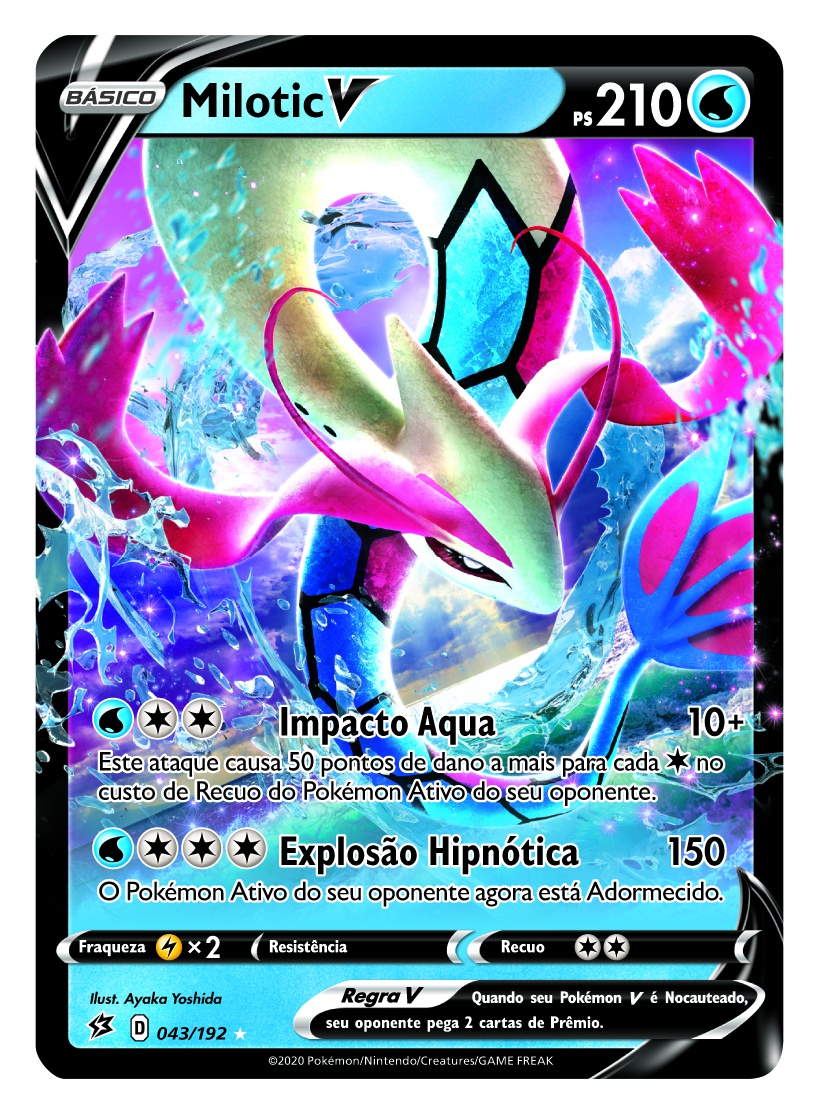 BÁSICO Milotic V PS 210
Impacto Aqua 10+
Este ataque causa 50 pontos de dano a mais para cada no
custo de Recuo do Pokémon Ativo do seu oponente.
Explosão Hipnótica 150
O Pokémon Ativo do seu oponente agora está Adormecido.
Fraqueza ×2 Resistência Recuo
Ilust. Ayaka Yoshida
Regra V Quando seu Pokémon V é Nocauteado,
seu oponente pega 2 cartas de Prêmio.
D 043/192 ★
©2020 Pokémon/Nintendo/Creatures/GAME FREAK